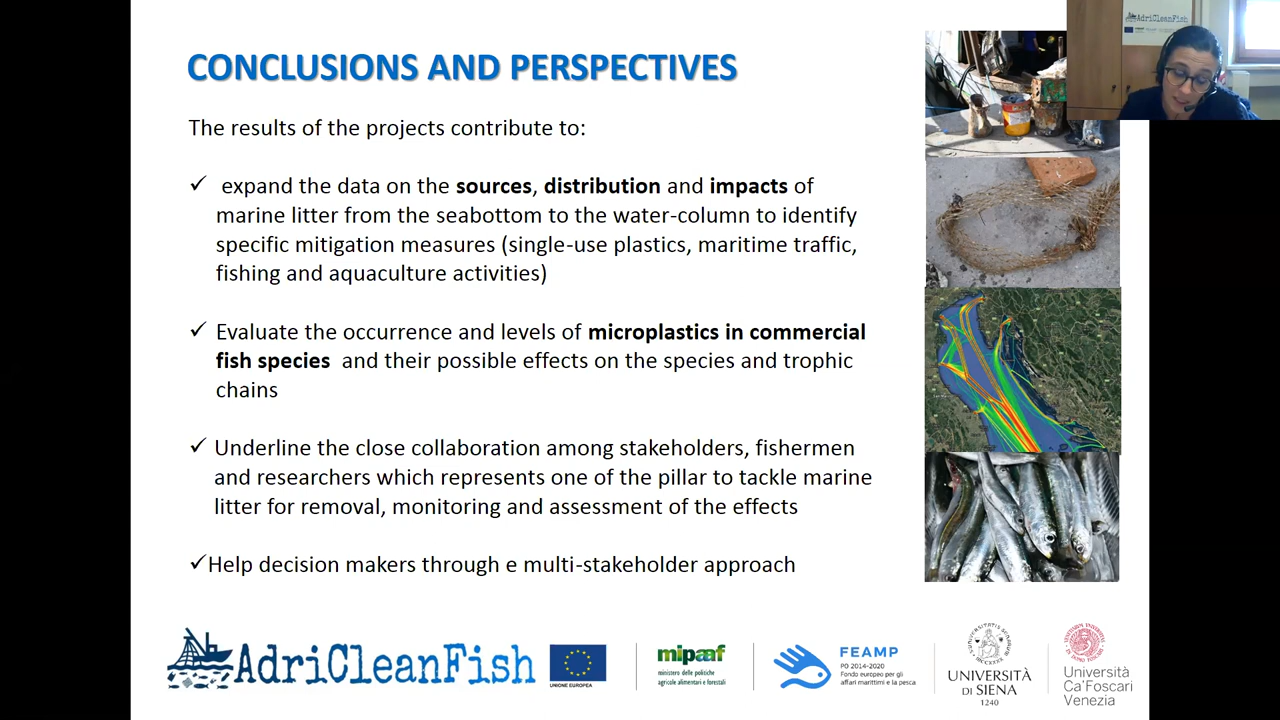 AdriCleanFish
CONCLUSIONS AND PERSPECTIVES
The results of the projects contribute to:
✓ expand the data on the sources, distribution and impacts of
marine litter from the seabottom to the water-column to identify
specific mitigation measures (single-use plastics, maritime traffic,
fishing and aquaculture activities)
✓ Evaluate the occurrence and levels of microplastics in commercial
fish species and their possible effects on the species and trophic
chains
✓ Underline the close collaboration among stakeholders, fishermen
and researchers which represents one of the pillar to tackle marine
litter for removal, monitoring and assessment of the effects
✓Help decision makers through e multi-stakeholder approach
AdriCleanFish
UNIONE EUROPEA
mipaaf
ministero delle politiche
agricole alimentari e forestali
FEAMP
PO 2014-2020
Fondo europeo per gli
affari marittimi e la pesca
UNIVERSITÀ
DI SIENA
1240
Università
Ca'Foscari
Venezia